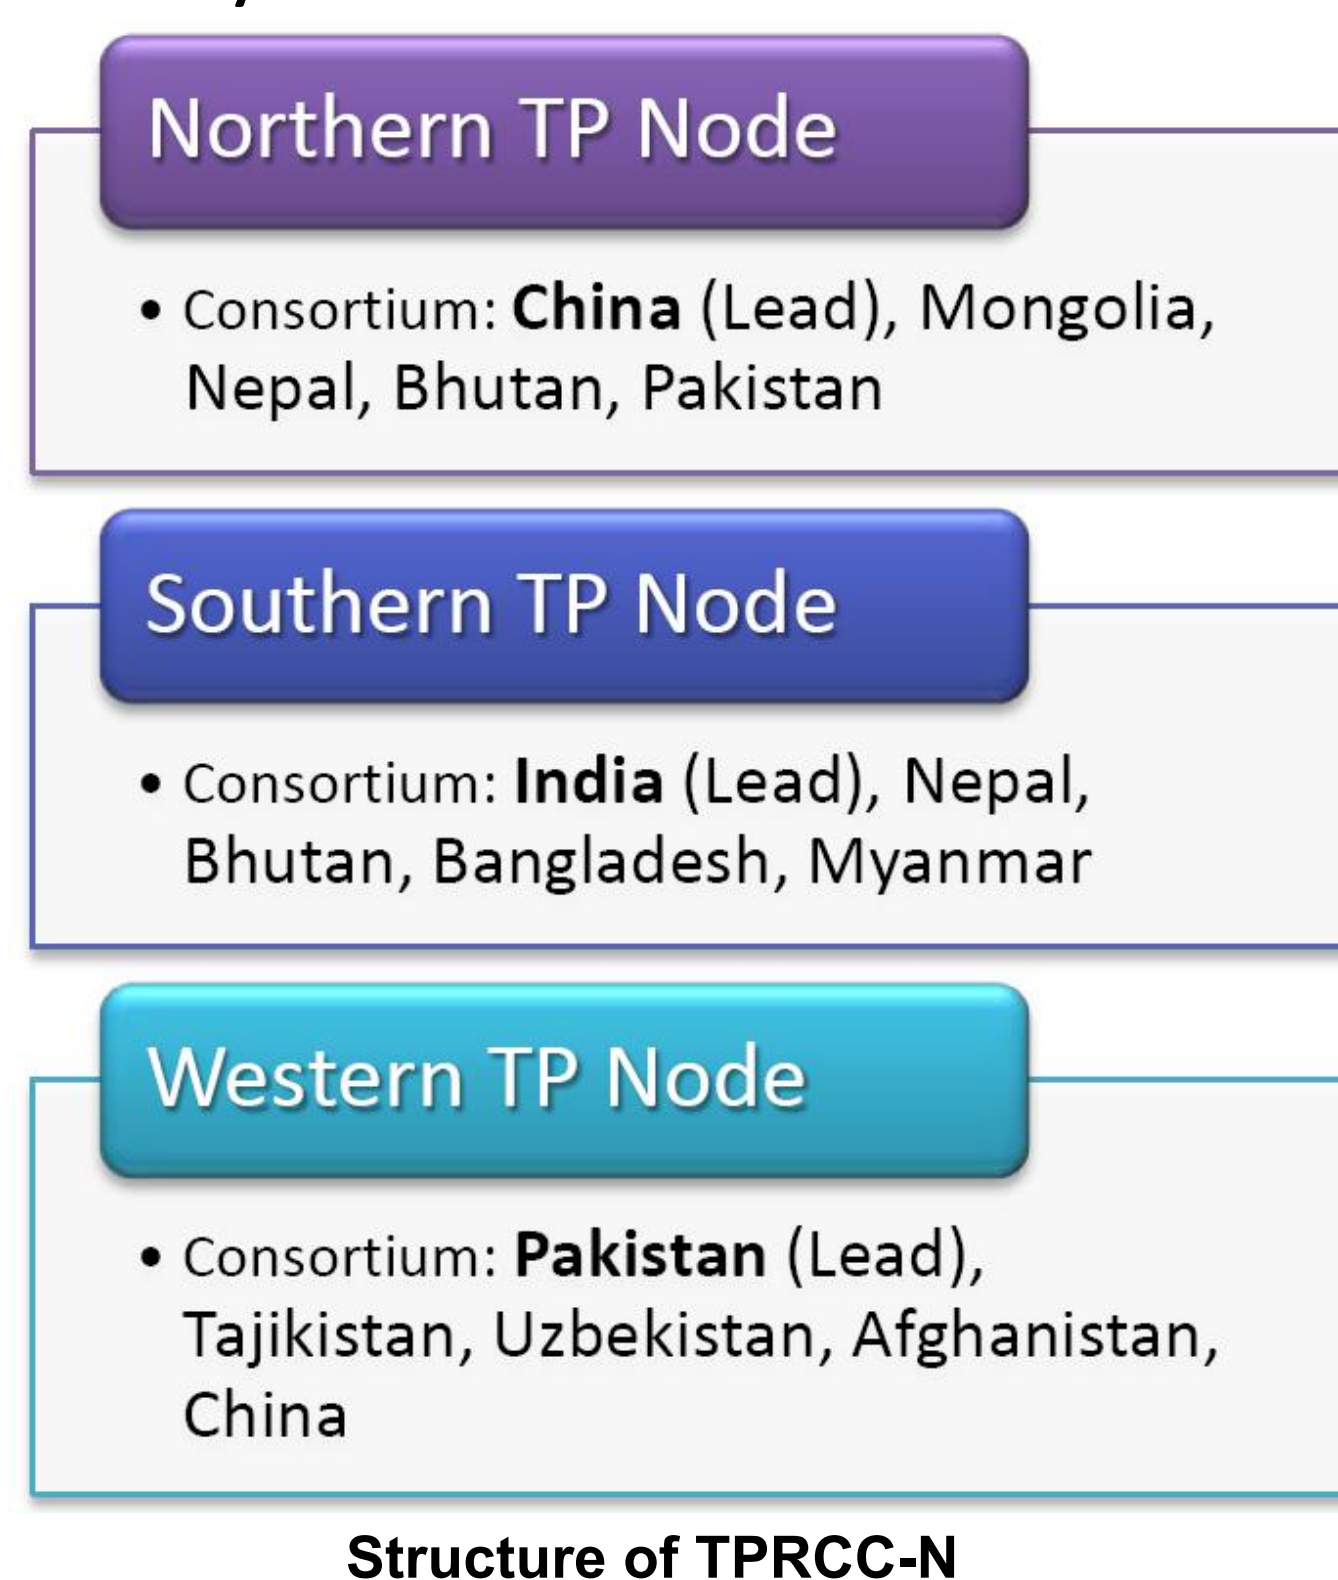 Northern TP Node
• Consortium: China (Lead), Mongolia,
Nepal, Bhutan, Pakistan
Southern TP Node
• Consortium: India (Lead), Nepal,
Bhutan, Bangladesh, Myanmar
Western TP Node
• Consortium: Pakistan (Lead),
Tajikistan, Uzbekistan, Afghanistan,
China
Structure of TPRCC-N